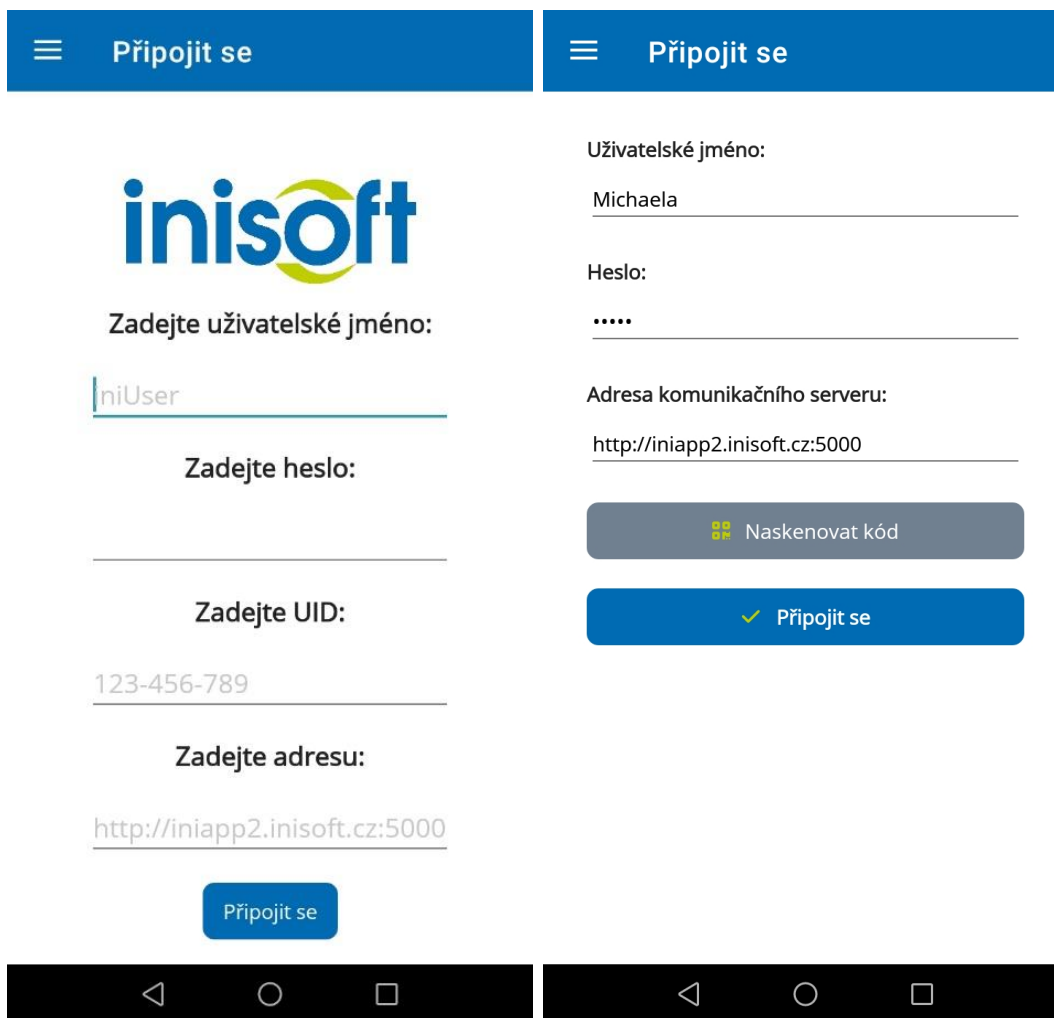 Připojit se
inisoft
Zadejte uživatelské jméno:
iniUser
Zadejte heslo:
Zadejte UID:
123-456-789
Zadejte adresu:
http://iniapp2.inisoft.cz:5000
Připojit se
Připojit se
Uživatelské jméno:
Michaela
Heslo:
•••••
Adresa komunikačního serveru:
http://iniapp2.inisoft.cz:5000
Naskenovat kód
Připojit se